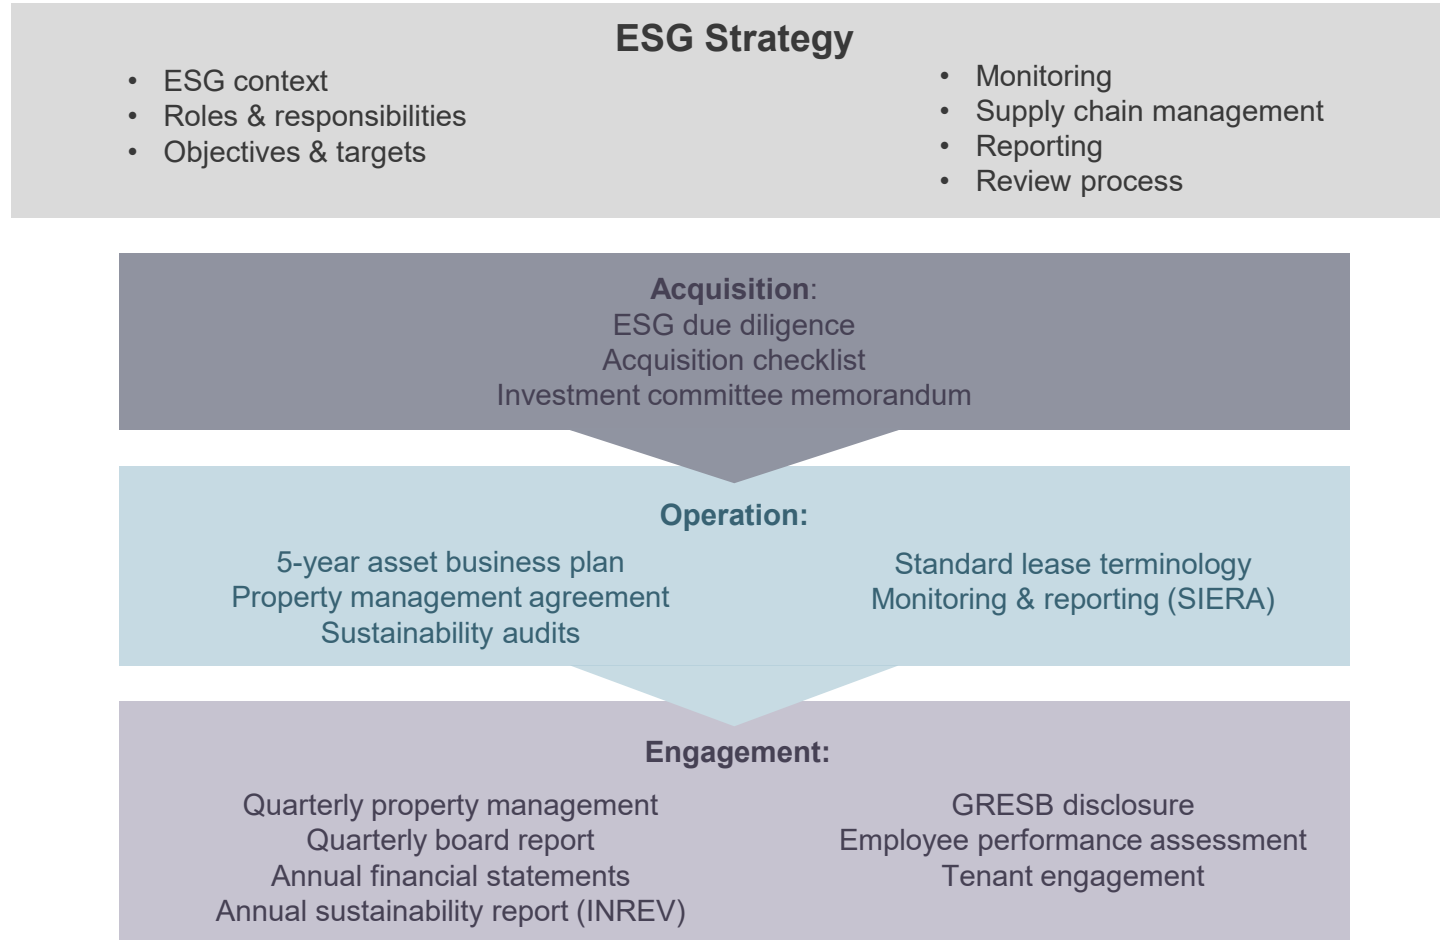 ESG Strategy
• ESG context
• Roles & responsibilities
• Objectives & targets
• Monitoring
• Supply chain management
• Reporting
• Review process
Acquisition:
ESG due diligence
Acquisition checklist
Investment committee memorandum
Operation:
5-year asset business plan
Property management agreement
Sustainability audits
Standard lease terminology
Monitoring & reporting (SIERA)
Engagement:
Quarterly property management
Quarterly board report
Annual financial statements
Annual sustainability report (INREV)
GRESB disclosure
Employee performance assessment
Tenant engagement